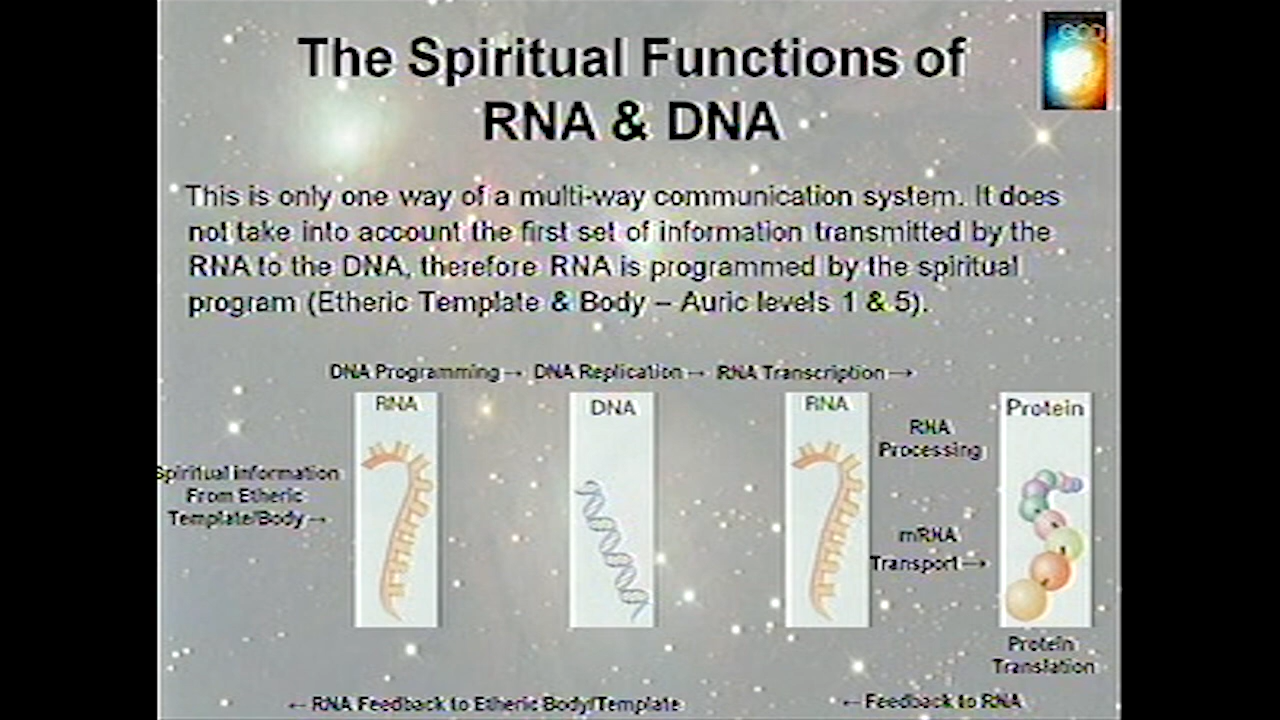 The Spiritual Functions of
RNA & DNA
GOD
This is only one way of a multi-way communication system. It does
not take into account the first set of information transmitted by the
RNA to the DNA, therefore RNA is programmed by the spiritual
program (Etheric Template & Body – Auric levels 1 & 5).
DNA Programming → DNA Replication → RNA Transcription →
RNA
DNA
RNA
Protein
Spiritual Information
From Etheric
Template/Body →
RNA
Processing
mRNA
Transport →
Protein
Translation
← RNA Feedback to Etheric Body/Template
← Feedback to RNA